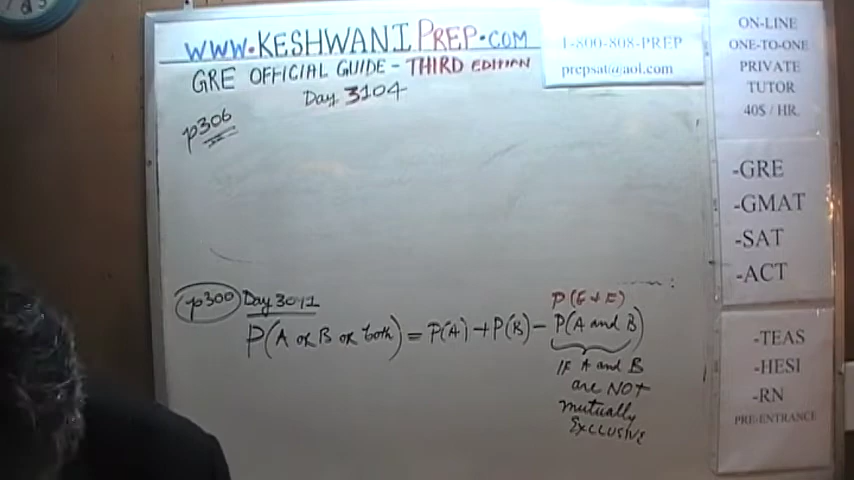 www.KESHWANIPREP.COM
GRE OFFICIAL GUIDE - THIRD EDITION
Day 3104
p306
1-800-808-PREP
prepsat@aol.com
ON-LINE
ONE-TO-ONE
PRIVATE
TUTOR
40$ / HR.
-GRE
-GMAT
-SAT
-ACT
-TEAS
-HESI
-RN
PRE-ENTRANCE
p300 Day 3041
P(A or B or both) = P(A) + P(B) - P(A and B)
IF A and B
are NOT
mutually
EXCLUSIVE